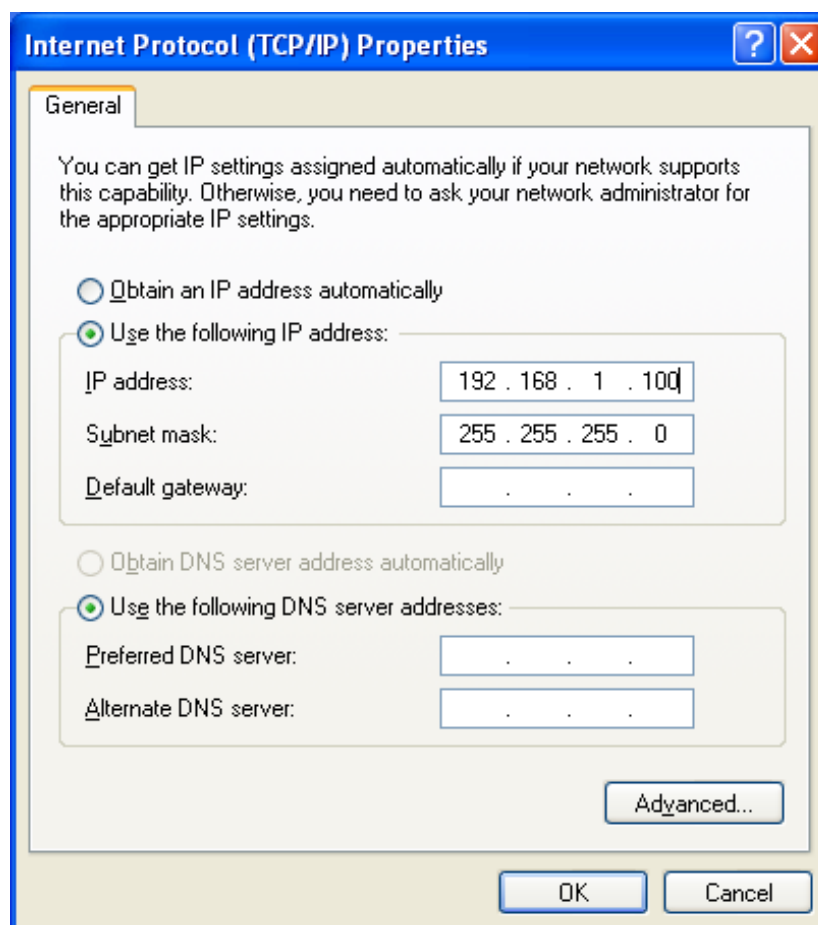 Internet Protocol (TCP/IP) Properties
General
You can get IP settings assigned automatically if your network supports
this capability. Otherwise, you need to ask your network administrator for
the appropriate IP settings.
Obtain an IP address automatically
Use the following IP address:
IP address: 192 . 168 . 1 . 100
Subnet mask: 255 . 255 . 255 . 0
Default gateway: . . .
Obtain DNS server address automatically
Use the following DNS server addresses:
Preferred DNS server: . . .
Alternate DNS server: . . .
Advanced...
OK Cancel